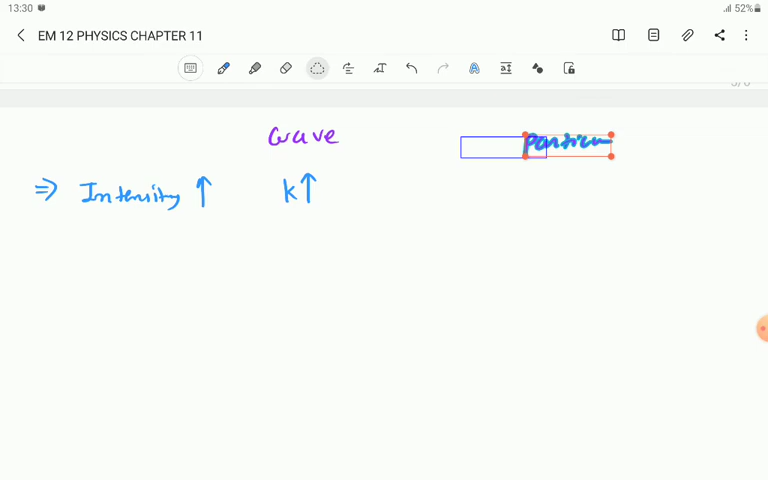 13:30 52%
EM 12 PHYSICS CHAPTER 11
Wave
⇒ Intensity ↑ K↑